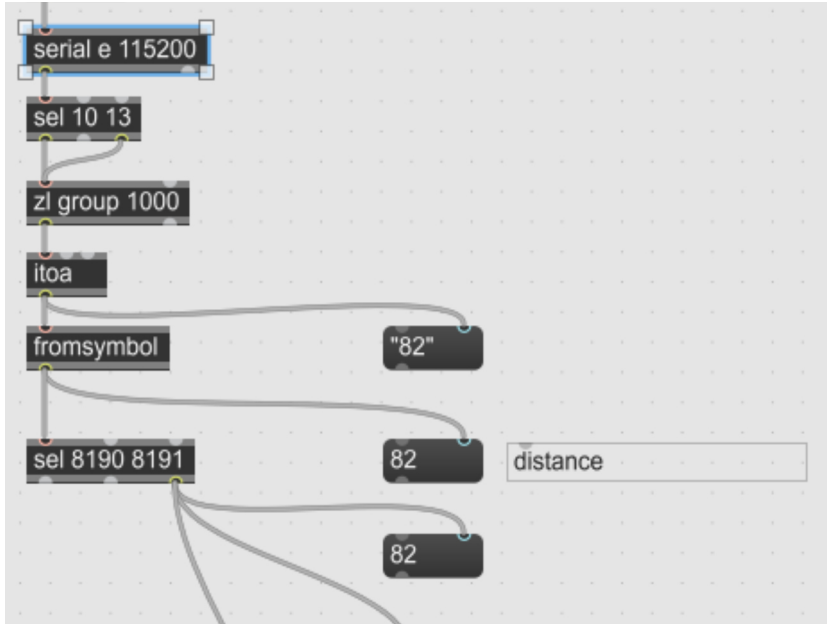 serial e 115200
sel 10 13
zl group 1000
itoa
fromsymbol
"82"
sel 8190 8191
82
distance
82